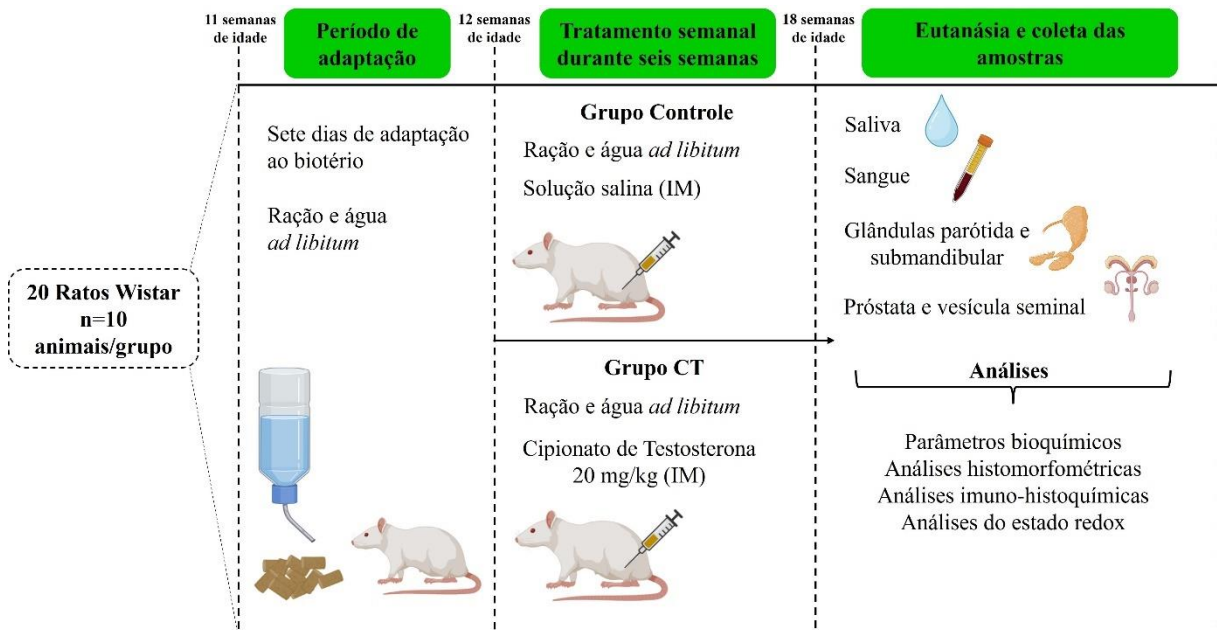 11 semanas
de idade
Período de
adaptação
12 semanas
de idade
Tratamento semanal
durante seis semanas
18 semanas
de idade
Eutanásia e coleta das
amostras
20 Ratos Wistar
n=10
animais/grupo
Sete dias de adaptação
ao biotério
Ração e água
ad libitum
Grupo Controle
Ração e água ad libitum
Solução salina (IM)
Grupo CT
Ração e água ad libitum
Cipionato de Testosterona
20 mg/kg (IM)
Saliva
Sangue
Glândulas parótida e
submandibular
Próstata e vesícula seminal
Análises
Parâmetros bioquímicos
Análises histomorfométricas
Análises imuno-histoquímicas
Análises do estado redox